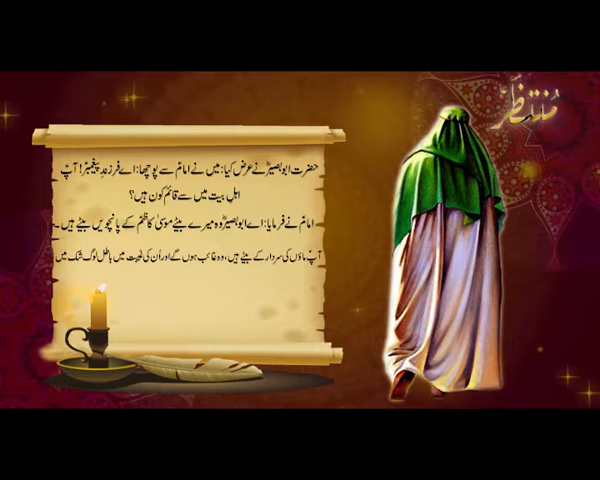 مُنتظَر
حضرت ابوبصیرؒ نے عرض کیا: میں نے امامؑ سے پوچھا: اے فرزندِ پیغمبرؐ! آپؑ
اہلِ بیت میں سے قائم کون ہیں؟
امامؑ نے فرمایا: اے ابوبصیرؒ وہ میرے بیٹے موسیٰ کاظمؑ کے پانچویں بیٹے ہیں۔
آپؑ ماؤں کی سردار کے بیٹے ہیں، وہ غائب ہوں گے اور اُن کی غیبت میں باطل لوگ شک میں